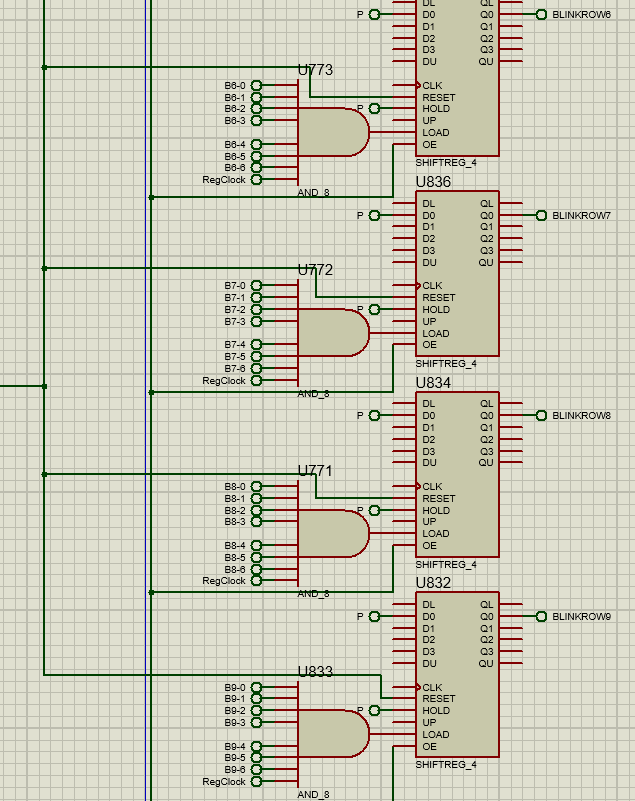 DL QL
P D0 Q0 BLINKROW6
D1 Q1
D2 Q2
D3 Q3
DU QU
U773
B6-0 CLK
B6-1 RESET
B6-2 P HOLD
B6-3 UP
LOAD
B6-4 OE
B6-5
B6-6 SHIFTREG_4
RegClock
AND_8
U836
DL QL
P D0 Q0 BLINKROW7
D1 Q1
D2 Q2
D3 Q3
DU QU
U772
B7-0 CLK
B7-1 RESET
B7-2 P HOLD
B7-3 UP
LOAD
B7-4 OE
B7-5
B7-6 SHIFTREG_4
RegClock
AND_8
U834
DL QL
P D0 Q0 BLINKROW8
D1 Q1
D2 Q2
D3 Q3
DU QU
U771
B8-0 CLK
B8-1 RESET
B8-2 P HOLD
B8-3 UP
LOAD
B8-4 OE
B8-5
B8-6 SHIFTREG_4
RegClock
AND_8
U832
DL QL
P D0 Q0 BLINKROW9
D1 Q1
D2 Q2
D3 Q3
DU QU
U833
B9-0 CLK
B9-1 RESET
B9-2 P HOLD
B9-3 UP
LOAD
B9-4 OE
B9-5
B9-6 SHIFTREG_4
RegClock
AND_8